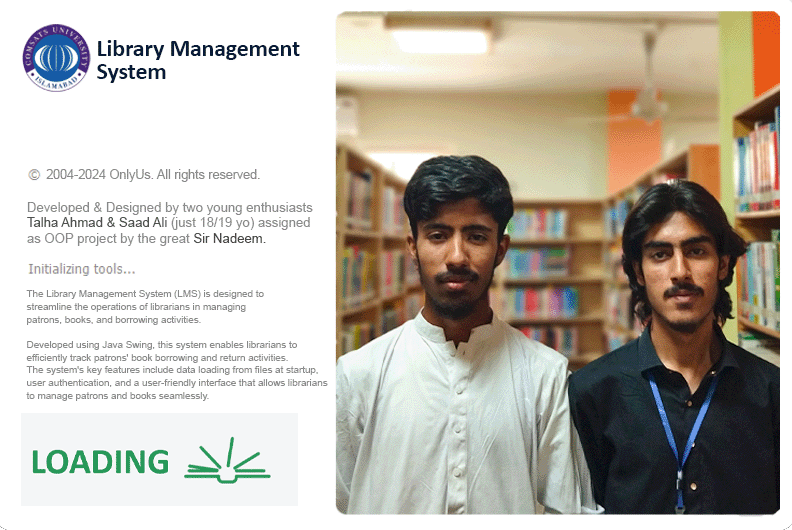 COMSATS UNIVERSITY
ISLAMABAD
Library Management
System
© 2004-2024 OnlyUs. All rights reserved.
Developed & Designed by two young enthusiasts
Talha Ahmad & Saad Ali (just 18/19 yo) assigned
as OOP project by the great Sir Nadeem.
Initializing tools...
The Library Management System (LMS) is designed to
streamline the operations of librarians in managing
patrons, books, and borrowing activities.
Developed using Java Swing, this system enables librarians to
efficiently track patrons' book borrowing and return activities.
The system's key features include data loading from files at startup,
user authentication, and a user-friendly interface that allows librarians
to manage patrons and books seamlessly.
LOADING